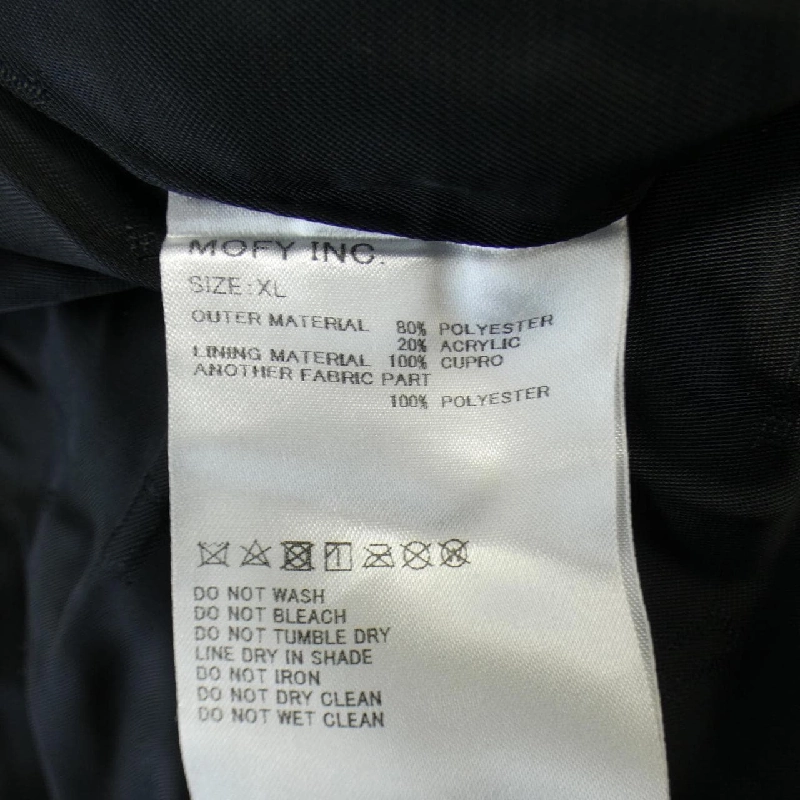 MOFY INC.
SIZE:XL
OUTER MATERIAL 80% POLYESTER
20% ACRYLIC
LINING MATERIAL 100% CUPRO
ANOTHER FABRIC PART
100% POLYESTER
DO NOT WASH
DO NOT BLEACH
DO NOT TUMBLE DRY
LINE DRY IN SHADE
DO NOT IRON
DO NOT DRY CLEAN
DO NOT WET CLEAN